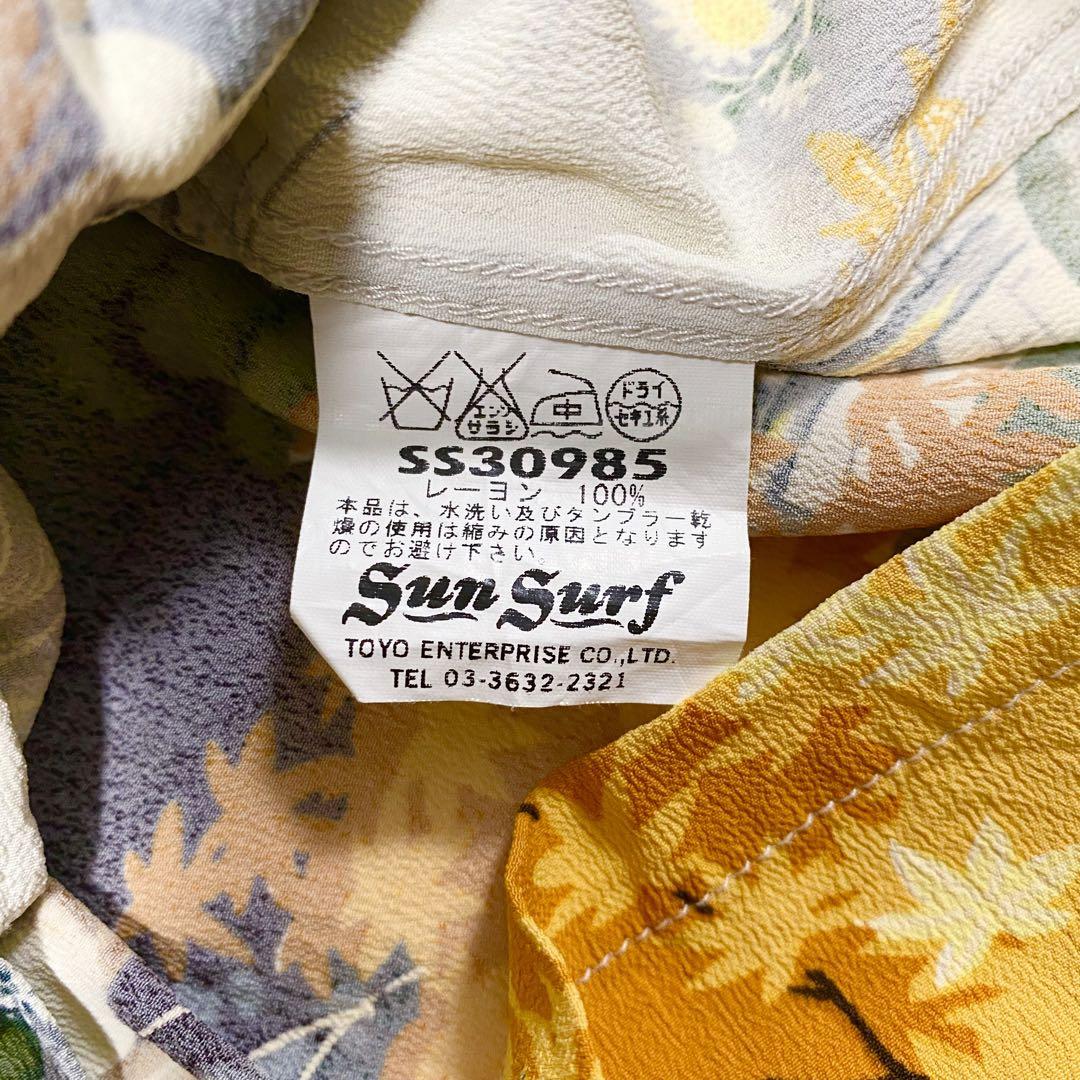 エンソ
サラシ
中
ドライ
セキユ系
SS30985
レーヨン 100%
本品は、水洗い及びタンブラー乾
燥の使用は縮みの原因となります
のでお避け下さい。
Sun Surf
TOYO ENTERPRISE CO.,LTD.
TEL 03-3632-2321